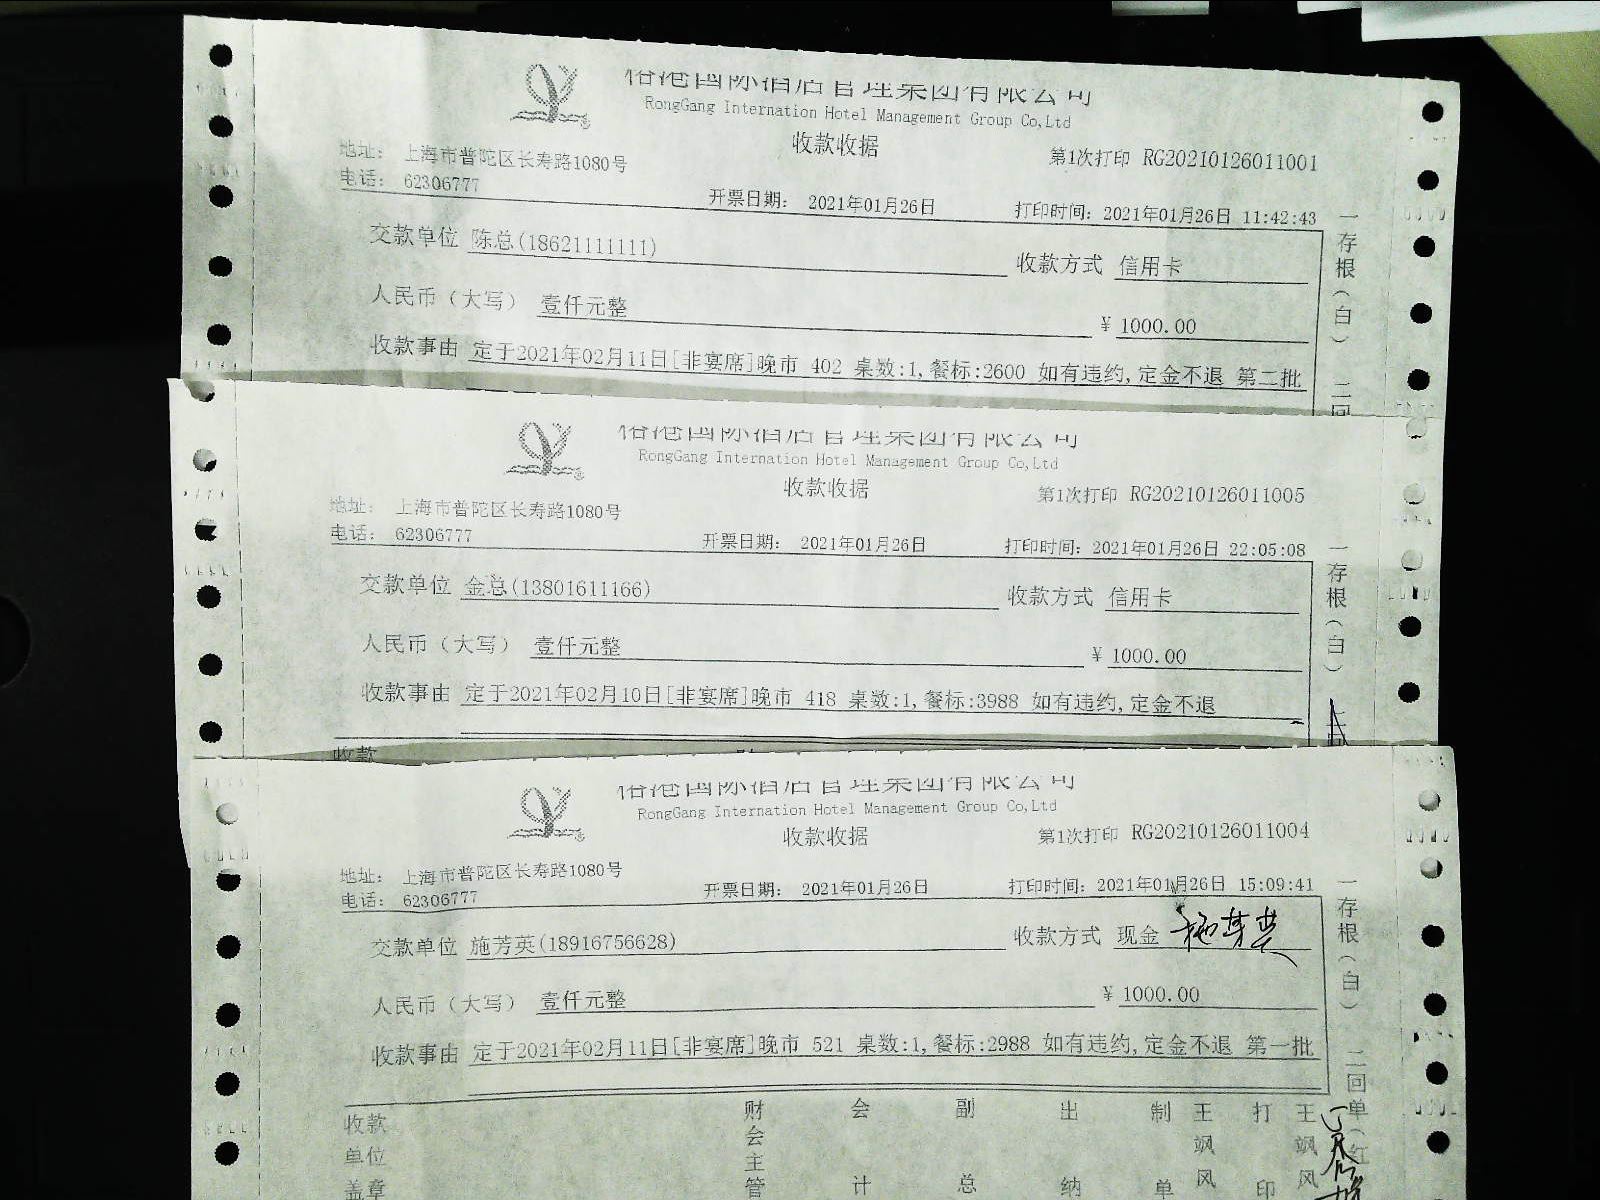 RongGang Internation Hotel Management Group Co,Ltd
收款收据
第1次打印 RG20210126011001
地址: 上海市普陀区长寿路1080号
电话: 62306777
开票日期: 2021年01月26日
打印时间: 2021年01月26日 11:42:43
交款单位 陈总(18621111111)
收款方式 信用卡
人民币(大写) 壹仟元整
¥ 1000.00
收款事由 定于2021年02月11日[非宴席]晚市 402 桌数:1,餐标:2600 如有违约,定金不退 第二批
一存根(白) 二回
RongGang Internation Hotel Management Group Co,Ltd
收款收据
第1次打印 RG20210126011005
地址: 上海市普陀区长寿路1080号
电话: 62306777
开票日期: 2021年01月26日
打印时间: 2021年01月26日 22:05:08
交款单位 金总(13801611166)
收款方式 信用卡
人民币(大写) 壹仟元整
¥ 1000.00
收款事由 定于2021年02月10日[非宴席]晚市 418 桌数:1,餐标:3988 如有违约,定金不退
一存根(白)
收款
RongGang Internation Hotel Management Group Co,Ltd
收款收据
第1次打印 RG20210126011004
地址: 上海市普陀区长寿路1080号
电话: 62306777
开票日期: 2021年01月26日
打印时间: 2021年01月26日 15:09:41
交款单位 施芳英(18916756628)
收款方式 现金 施芳英
人民币(大写) 壹仟元整
¥ 1000.00
收款事由 定于2021年02月11日[非宴席]晚市 521 桌数:1,餐标:2988 如有违约,定金不退 第一批
一存根(白) 二回单(红
收款单位盖章
财会主管
会计
副总
出纳
制单
王飒风
打印
王飒风